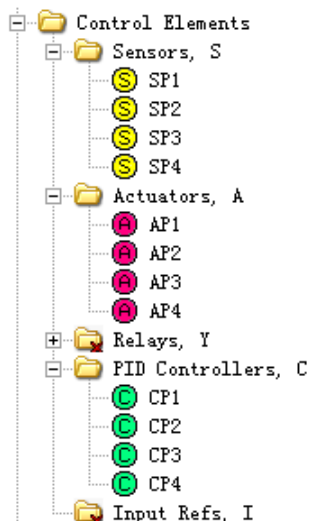 Control Elements
Sensors, S
S SP1
S SP2
S SP3
S SP4
Actuators, A
A AP1
A AP2
A AP3
A AP4
Relays, Y
PID Controllers, C
C CP1
C CP2
C CP3
C CP4
Input Refs, I